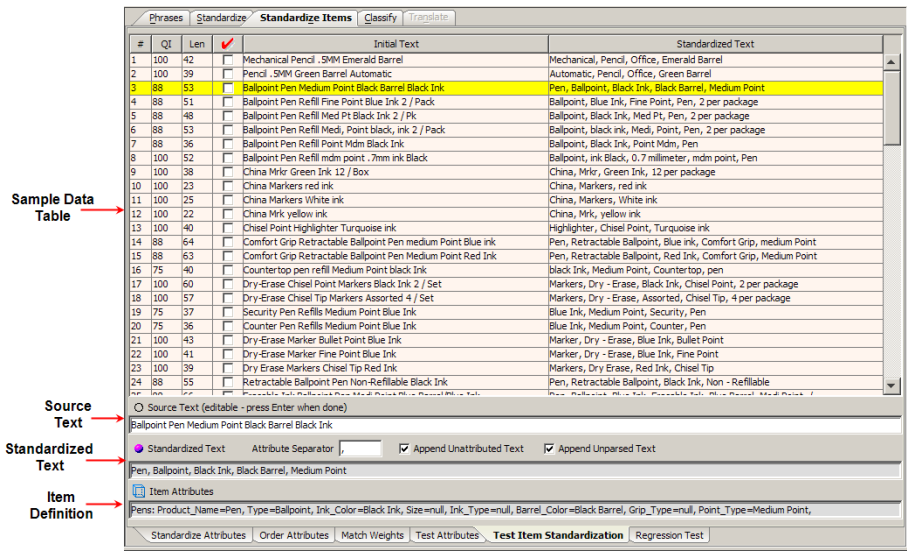 Phrases Standardize Standardize Items Classify Translate
# QI Len Initial Text Standardized Text
1 100 42 Mechanical Pencil .5MM Emerald Barrel Mechanical, Pencil, Office, Emerald Barrel
2 100 39 Pencil .5MM Green Barrel Automatic Automatic, Pencil, Office, Green Barrel
3 88 53 Ballpoint Pen Medium Point Black Barrel Black Ink Pen, Ballpoint, Black Ink, Black Barrel, Medium Point
4 88 51 Ballpoint Pen Refill Fine Point Blue Ink 2 / Pack Ballpoint, Blue Ink, Fine Point, Pen, 2 per package
5 88 48 Ballpoint Pen Refill Med Pt Black Ink 2 / Pk Ballpoint, Black Ink, Med Pt, Pen, 2 per package
6 88 53 Ballpoint Pen Refill Medi, Point black, ink 2 / Pack Ballpoint, black ink, Medi, Point, Pen, 2 per package
7 88 36 Ballpoint Pen Refill Point Mdm Black Ink Ballpoint, Black Ink, Point Mdm, Pen
8 100 52 Ballpoint Pen Refill mdm point .7mm ink Black Ballpoint, ink Black, 0.7 millimeter, mdm point, Pen
9 100 38 China Mrkr Green Ink 12 / Box China, Mrkr, Green Ink, 12 per package
10 100 23 China Markers red ink China, Markers, red ink
11 100 25 China Markers White ink China, Markers, White ink
12 100 22 China Mrk yellow ink China, Mrk, yellow ink
13 100 40 Chisel Point Highlighter Turquoise ink Highlighter, Chisel Point, Turquoise ink
14 88 64 Comfort Grip Retractable Ballpoint Pen medium Point Blue ink Pen, Retractable Ballpoint, Blue ink, Comfort Grip, medium Point
15 88 63 Comfort Grip Retractable Ballpoint Pen Medium Point Red Ink Pen, Retractable Ballpoint, Red Ink, Comfort Grip, Medium Point
16 75 40 Countertop pen refill Medium Point black Ink black Ink, Medium Point, Countertop, pen
17 100 60 Dry-Erase Chisel Point Markers Black Ink 2 / Set Markers, Dry - Erase, Black Ink, Chisel Point, 2 per package
18 100 57 Dry-Erase Chisel Tip Markers Assorted 4 / Set Markers, Dry - Erase, Assorted, Chisel Tip, 4 per package
19 75 37 Security Pen Refills Medium Point Blue Ink Blue Ink, Medium Point, Security, Pen
20 75 36 Counter Pen Refills Medium Point Blue Ink Blue Ink, Medium Point, Counter, Pen
21 100 43 Dry-Erase Marker Bullet Point Blue Ink Marker, Dry - Erase, Blue Ink, Bullet Point
22 100 41 Dry-Erase Marker Fine Point Blue Ink Marker, Dry - Erase, Blue Ink, Fine Point
23 100 39 Dry Erase Markers Chisel Tip Red Ink Markers, Dry Erase, Red Ink, Chisel Tip
24 88 55 Retractable Ballpoint Pen Non-Refillable Black Ink Pen, Retractable Ballpoint, Black Ink, Non - Refillable
Sample Data
Table
Source
Text
Source Text (editable - press Enter when done)
Ballpoint Pen Medium Point Black Barrel Black Ink
Standardized
Text
Standardized Text Attribute Separator , Append Unattributed Text Append Unparsed Text
Pen, Ballpoint, Black Ink, Black Barrel, Medium Point
Item
Definition
Item Attributes
Pens: Product_Name=Pen, Type=Ballpoint, Ink_Color=Black Ink, Size=null, Ink_Type=null, Barrel_Color=Black Barrel, Grip_Type=null, Point_Type=Medium Point,
Standardize Attributes Order Attributes Match Weights Test Attributes Test Item Standardization Regression Test